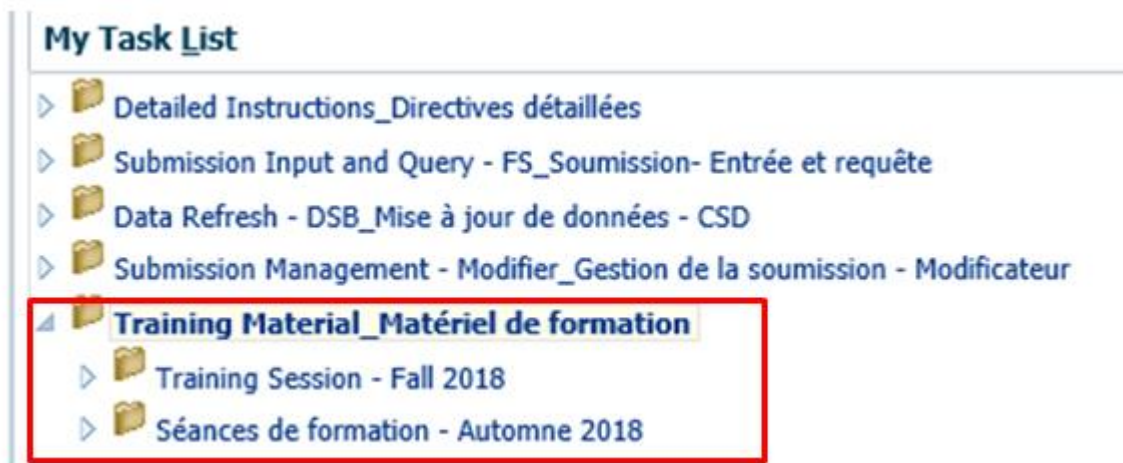 My Task List
Detailed Instructions_Directives détaillées
Submission Input and Query - FS_Soumission- Entrée et requête
Data Refresh - DSB_Mise à jour de données - CSD
Submission Management - Modifier_Gestion de la soumission - Modificateur
Training Material_Matériel de formation
Training Session - Fall 2018
Séances de formation - Automne 2018